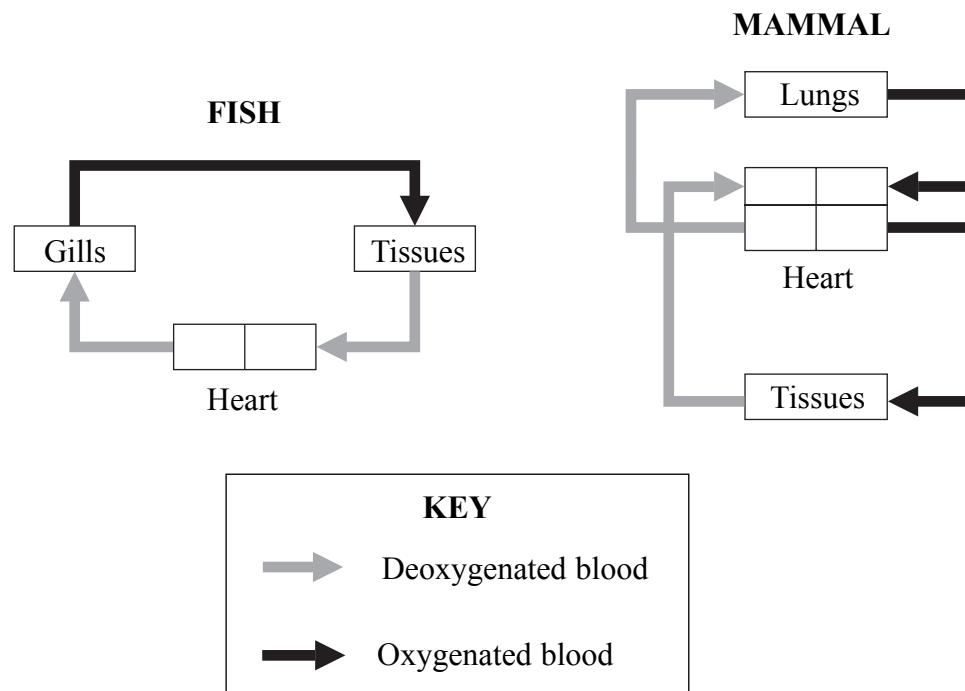 MAMMAL
Lungs
FISH
Gills
Tissues
Heart
Heart
Tissues
KEY
Deoxygenated blood
Oxygenated blood